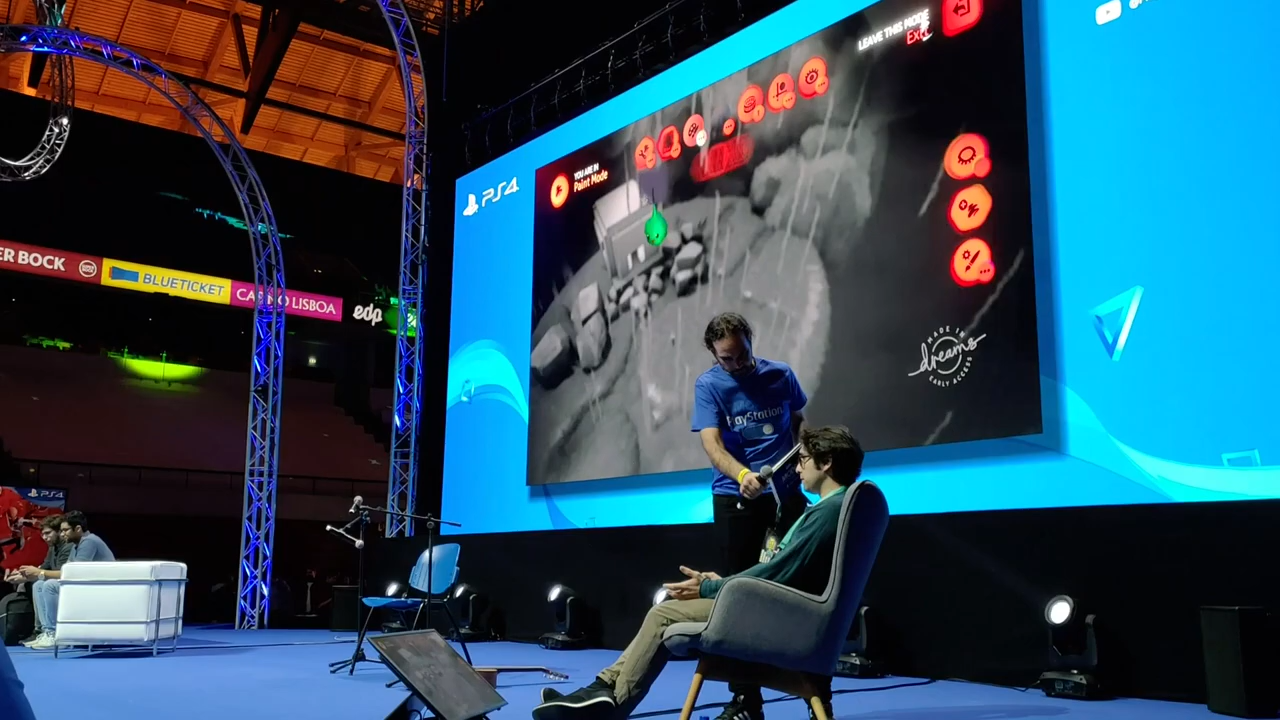 LEAVE THIS MODE
Exit
PS4
YOU ARE IN
Paint Mode
ER BOCK
BLUETICKET
CASINO LISBOA
edp
MADE IN
dreams
EARLY ACCESS
PlayStation
PS4